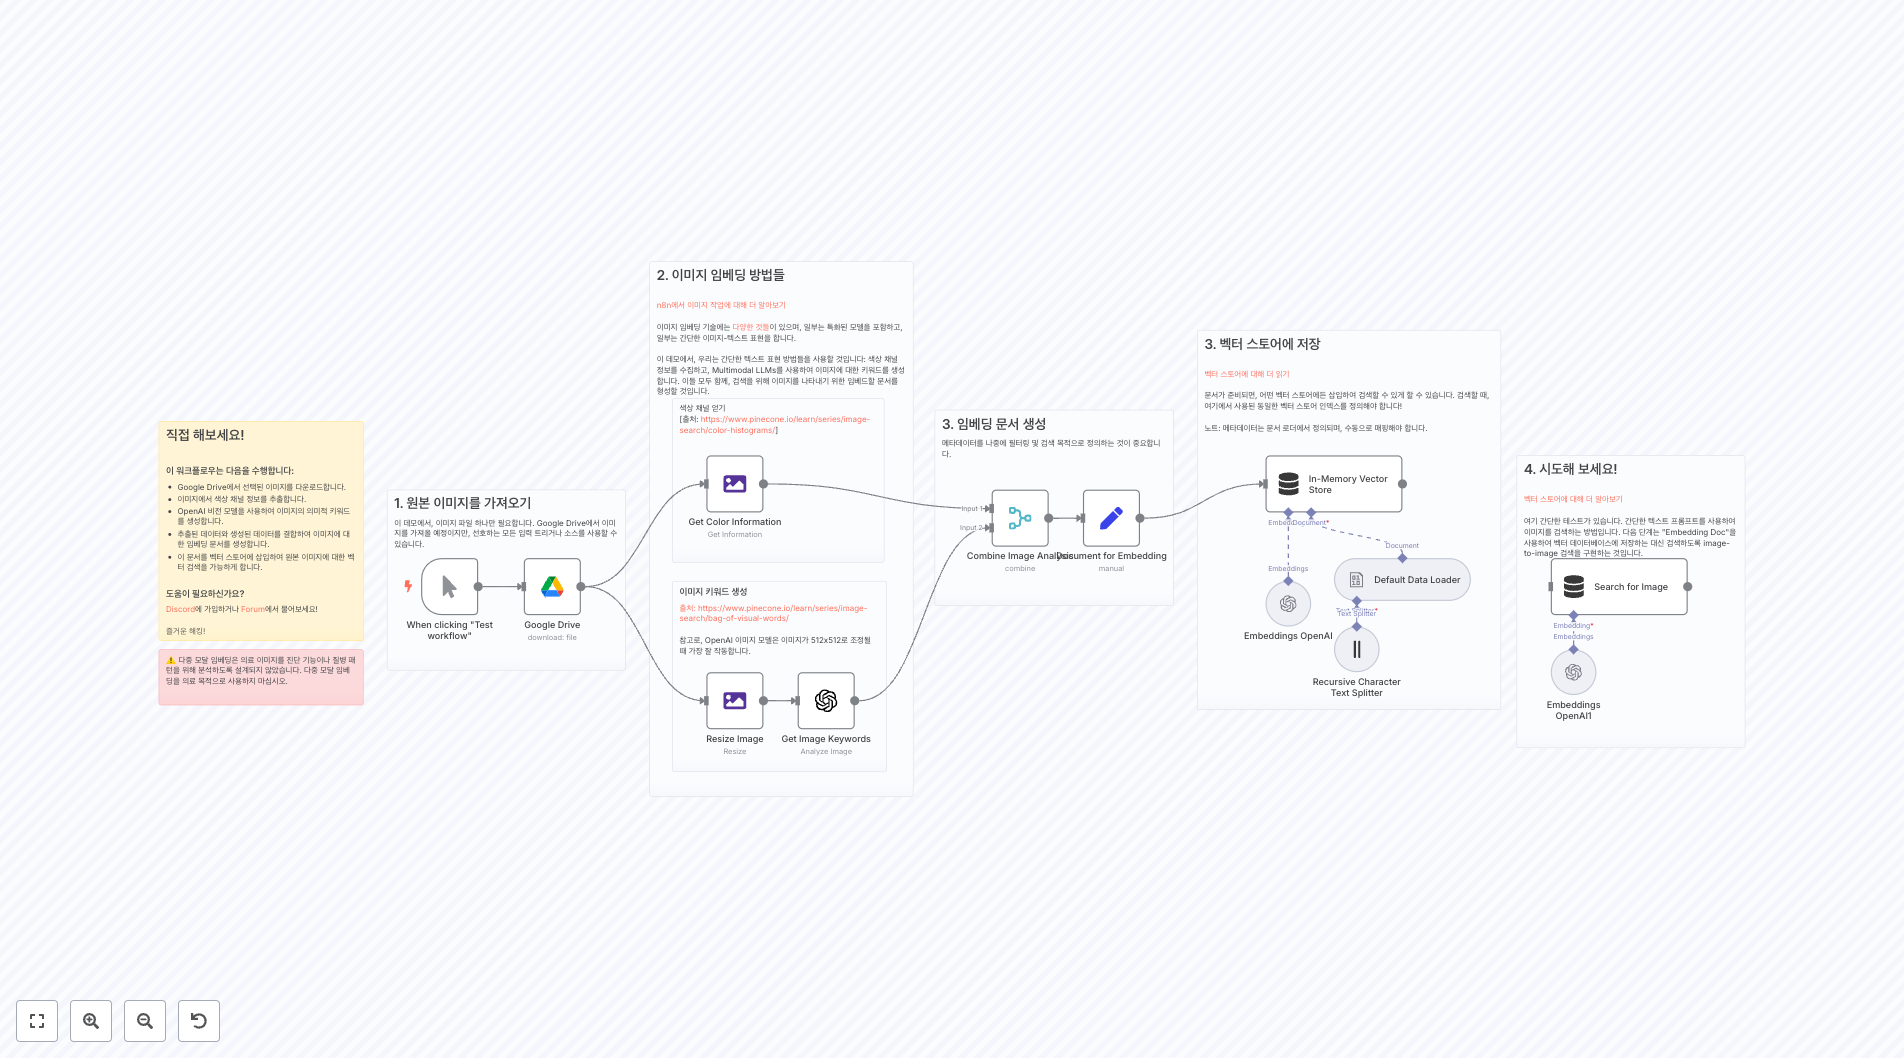 직접 해보세요!
이 워크플로우는 다음을 수행합니다:
Google Drive에서 선택된 이미지를 다운로드합니다.
이미지에서 색상 채널 정보를 추출합니다.
OpenAI 비전 모델을 사용하여 이미지의 의미적 키워드
를 생성합니다.
추출된 데이터와 생성된 데이터를 결합하여 이미지에 대
한 임베딩 문서를 생성합니다.
이 문서를 벡터 스토어에 삽입하여 원본 이미지에 대한 벡
터 검색을 가능하게 합니다.
도움이 필요하신가요?
Discord에 가입하거나 Forum에서 물어보세요!
즐거운 해킹!
⚠️ 다중 모달 임베딩은 의료 이미지를 진단 기능이나 질병 패
턴을 위해 분석하도록 설계되지 않았습니다. 다중 모달 임베
딩을 의료 목적으로 사용하지 마십시오.
1. 원본 이미지를 가져오기
이 데모에서, 이미지 파일 하나만 필요합니다. Google Drive에서 이미
지를 가져올 예정이지만, 선호하는 모든 입력 트리거나 소스를 사용할 수
있습니다.
When clicking "Test
workflow"
Google Drive
download: file
2. 이미지 임베딩 방법들
n8n에서 이미지 작업에 대해 더 알아보기
이미지 임베딩 기술에는 다양한 것들이 있으며, 일부는 특화된 모델을 포함하고,
일부는 간단한 이미지-텍스트 표현을 합니다.
이 데모에서, 우리는 간단한 텍스트 표현 방법들을 사용할 것입니다: 색상 채널
정보를 수집하고, Multimodal LLMs를 사용하여 이미지에 대한 키워드를 생성
합니다. 이들 모두 함께, 검색을 위해 이미지를 나타내기 위한 임베드할 문서를
형성할 것입니다.
색상 채널 얻기
[출처: https://www.pinecone.io/learn/series/image-
search/color-histograms/]
Get Color Information
Get Information
이미지 키워드 생성
출처: https://www.pinecone.io/learn/series/image-
search/bag-of-visual-words/
참고로, OpenAI 이미지 모델은 이미지가 512x512로 조정될
때 가장 잘 작동합니다.
Resize Image
Resize
Get Image Keywords
Analyze Image
3. 임베딩 문서 생성
메타데이터를 나중에 필터링 및 검색 목적으로 정의하는 것이 중요합니
다.
Input 1
Input 2
Combine Image Analysis
combine
Document for Embedding
manual
3. 벡터 스토어에 저장
벡터 스토어에 대해 더 읽기
문서가 준비되면, 어떤 벡터 스토어에든 삽입하여 검색할 수 있게 할 수 있습니다. 검색할 때,
여기에서 사용된 동일한 벡터 스토어 인덱스를 정의해야 합니다!
노트: 메타데이터는 문서 로더에서 정의되며, 수동으로 매핑해야 합니다.
In-Memory Vector
Store
Document*
Document
Embeddings
Default Data Loader
Text Splitter
Embeddings OpenAI
Recursive Character
Text Splitter
4. 시도해 보세요!
벡터 스토어에 대해 더 알아보기
여기 간단한 테스트가 있습니다. 간단한 텍스트 프롬프트를 사용하여
이미지를 검색하는 방법입니다. 다음 단계는 "Embedding Doc"을
사용하여 벡터 데이터베이스에 저장하는 대신 검색하도록 image-
to-image 검색을 구현하는 것입니다.
Search for Image
Embedding*
Embeddings
Embeddings
OpenAI1